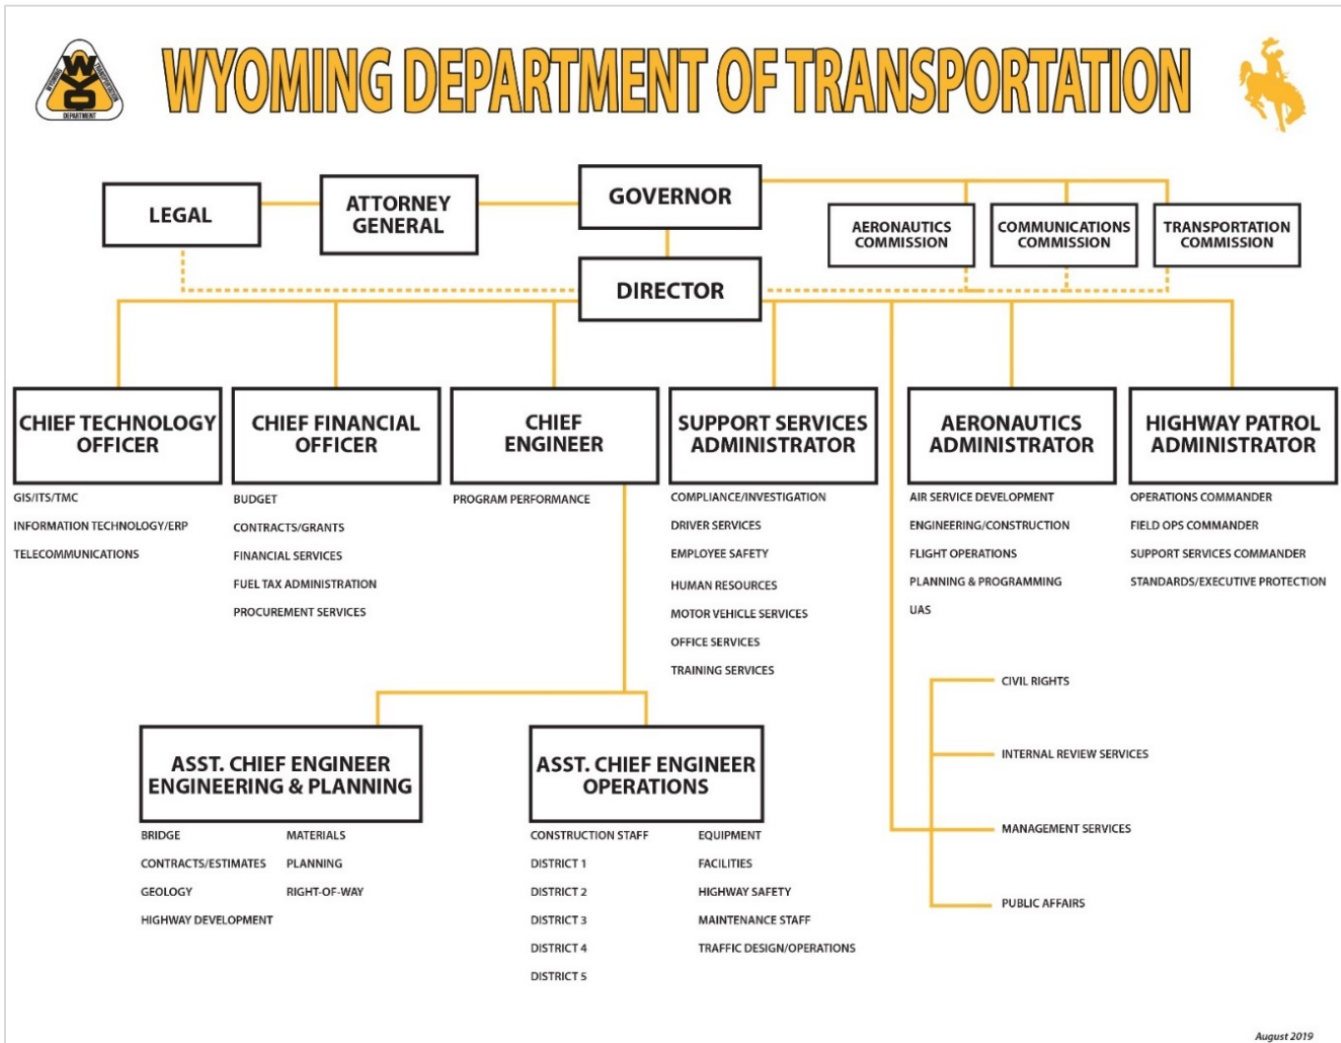 WYOMING
TRANSPORTATION
WYO
DEPARTMENT
WYOMING DEPARTMENT OF TRANSPORTATION
LEGAL
ATTORNEY
GENERAL
GOVERNOR
AERONAUTICS
COMMISSION
COMMUNICATIONS
COMMISSION
TRANSPORTATION
COMMISSION
DIRECTOR
CHIEF TECHNOLOGY
OFFICER
GIS/ITS/TMC
INFORMATION TECHNOLOGY/ERP
TELECOMMUNICATIONS
CHIEF FINANCIAL
OFFICER
BUDGET
CONTRACTS/GRANTS
FINANCIAL SERVICES
FUEL TAX ADMINISTRATION
PROCUREMENT SERVICES
CHIEF
ENGINEER
PROGRAM PERFORMANCE
SUPPORT SERVICES
ADMINISTRATOR
COMPLIANCE/INVESTIGATION
DRIVER SERVICES
EMPLOYEE SAFETY
HUMAN RESOURCES
MOTOR VEHICLE SERVICES
OFFICE SERVICES
TRAINING SERVICES
AERONAUTICS
ADMINISTRATOR
AIR SERVICE DEVELOPMENT
ENGINEERING/CONSTRUCTION
FLIGHT OPERATIONS
PLANNING & PROGRAMMING
UAS
HIGHWAY PATROL
ADMINISTRATOR
OPERATIONS COMMANDER
FIELD OPS COMMANDER
SUPPORT SERVICES COMMANDER
STANDARDS/EXECUTIVE PROTECTION
CIVIL RIGHTS
INTERNAL REVIEW SERVICES
MANAGEMENT SERVICES
PUBLIC AFFAIRS
ASST. CHIEF ENGINEER
ENGINEERING & PLANNING
BRIDGE
CONTRACTS/ESTIMATES
GEOLOGY
HIGHWAY DEVELOPMENT
MATERIALS
PLANNING
RIGHT-OF-WAY
ASST. CHIEF ENGINEER
OPERATIONS
CONSTRUCTION STAFF
DISTRICT 1
DISTRICT 2
DISTRICT 3
DISTRICT 4
DISTRICT 5
EQUIPMENT
FACILITIES
HIGHWAY SAFETY
MAINTENANCE STAFF
TRAFFIC DESIGN/OPERATIONS
August 2019